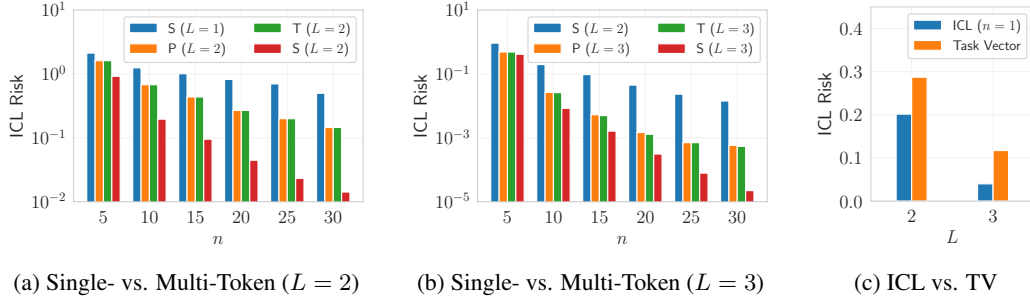 ICL Risk
10^1
10^0
10^{-1}
10^{-2}
S (L = 1)
P (L = 2)
T (L = 2)
S (L = 2)
5 10 15 20 25 30
n
(a) Single- vs. Multi-Token (L = 2)
ICL Risk
10^1
10^{-1}
10^{-3}
10^{-5}
S (L = 2)
P (L = 3)
T (L = 3)
S (L = 3)
5 10 15 20 25 30
n
(b) Single- vs. Multi-Token (L = 3)
ICL Risk
0.4
0.3
0.2
0.1
0.0
ICL (n = 1)
Task Vector
2 3
L
(c) ICL vs. TV